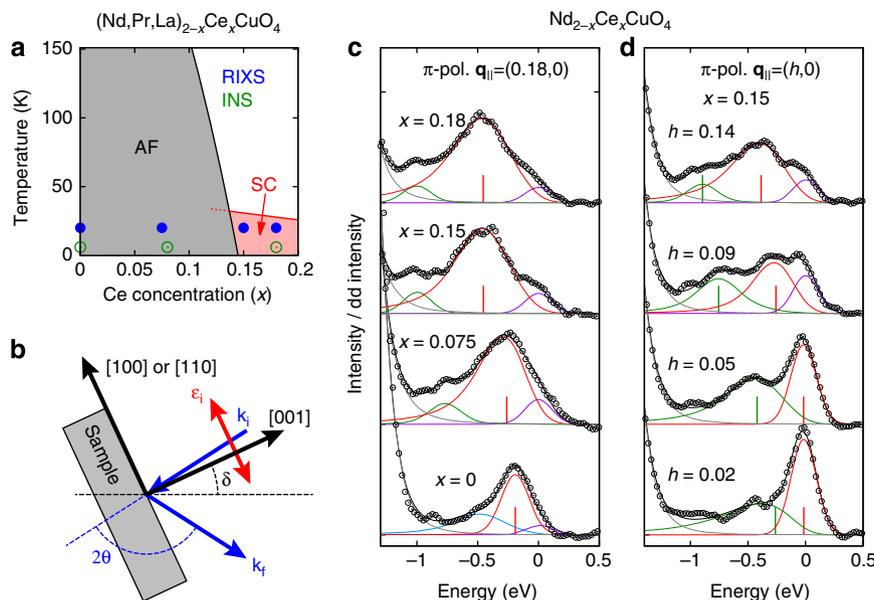 (Nd,Pr,La)₂₋ₓCeₓCuO₄
a
150
100
50
0
Temperature (K)
RIXS
INS
AF
SC
0 0.05 0.1 0.15 0.2
Ce concentration (x)
b
[100] or [110]
εᵢ
kᵢ
[001]
Sample
δ
2θ
k_f
Nd₂₋ₓCeₓCuO₄
c
π-pol. q||=(0.18,0)
x = 0.18
x = 0.15
x = 0.075
x = 0
Intensity / dd intensity
−1 −0.5 0 0.5
Energy (eV)
d
π-pol. q||=(h,0)
x = 0.15
h = 0.14
h = 0.09
h = 0.05
h = 0.02
−1 −0.5 0 0.5
Energy (eV)